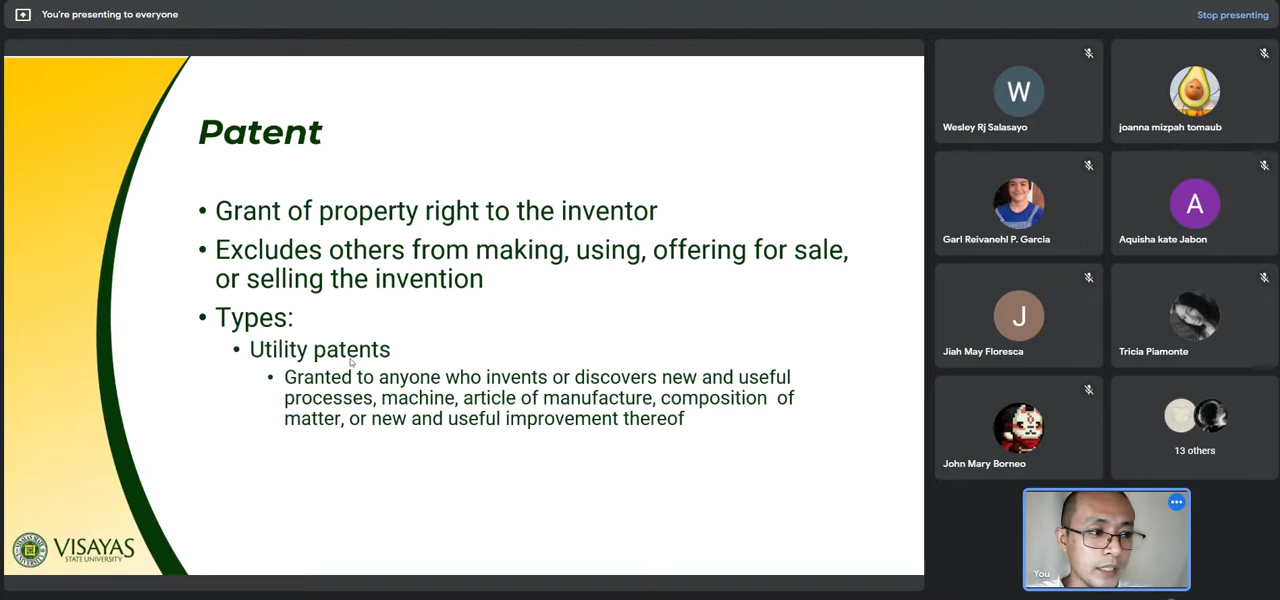 You're presenting to everyone
Stop presenting
Patent
• Grant of property right to the inventor
• Excludes others from making, using, offering for sale,
or selling the invention
• Types:
• Utility patents
• Granted to anyone who invents or discovers new and useful
processes, machine, article of manufacture, composition of
matter, or new and useful improvement thereof
VISAYAS
STATE UNIVERSITY
W
Wesley Rj Salasayo
joanna mizpah tomaub
Garl Reivanehl P. Garcia
A
Aquisha kate Jabon
J
Jiah May Floresca
Tricia Piamonte
John Mary Borneo
13 others
You